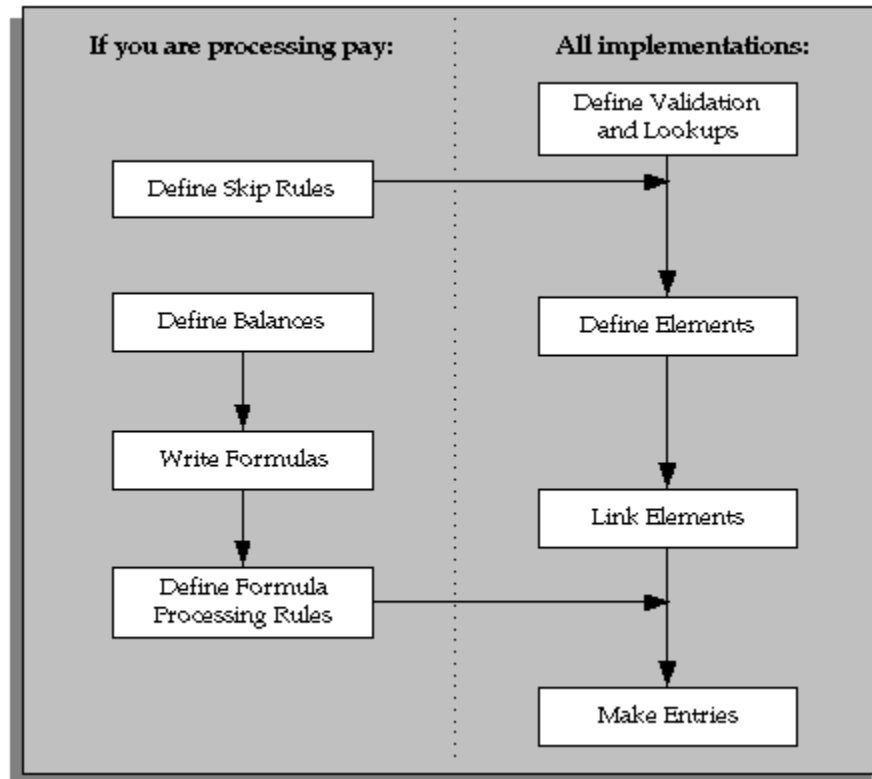 If you are processing pay:
All implementations:
Define Validation
and Lookups
Define Skip Rules
Define Balances
Define Elements
Write Formulas
Link Elements
Define Formula
Processing Rules
Make Entries